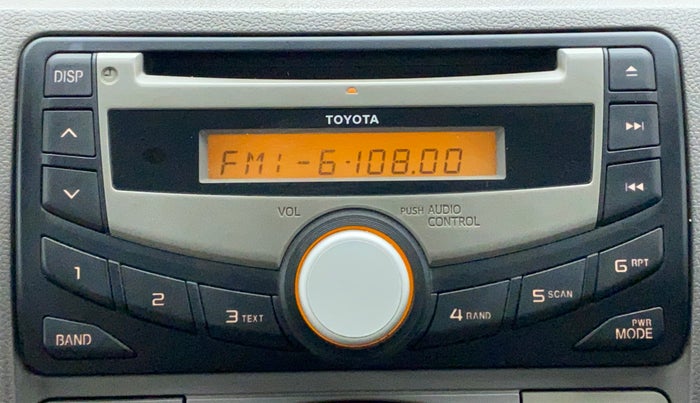 DISP
TOYOTA
FM1-6·108.00
VOL
PUSH AUDIO
CONTROL
1
2
3 TEXT
4 RAND
5 SCAN
6 RPT
BAND
PWR
MODE